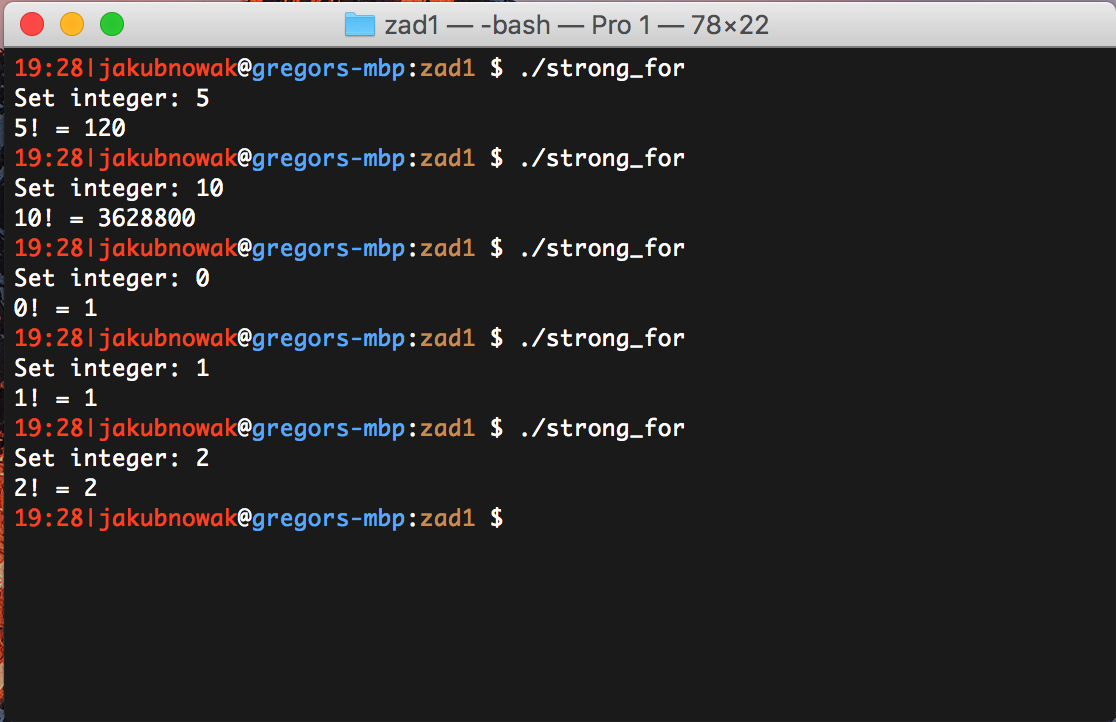 zad1 — -bash — Pro 1 — 78×22
19:28|jakubnowak@gregors-mbp:zad1 $ ./strong_for
Set integer: 5
5! = 120
19:28|jakubnowak@gregors-mbp:zad1 $ ./strong_for
Set integer: 10
10! = 3628800
19:28|jakubnowak@gregors-mbp:zad1 $ ./strong_for
Set integer: 0
0! = 1
19:28|jakubnowak@gregors-mbp:zad1 $ ./strong_for
Set integer: 1
1! = 1
19:28|jakubnowak@gregors-mbp:zad1 $ ./strong_for
Set integer: 2
2! = 2
19:28|jakubnowak@gregors-mbp:zad1 $